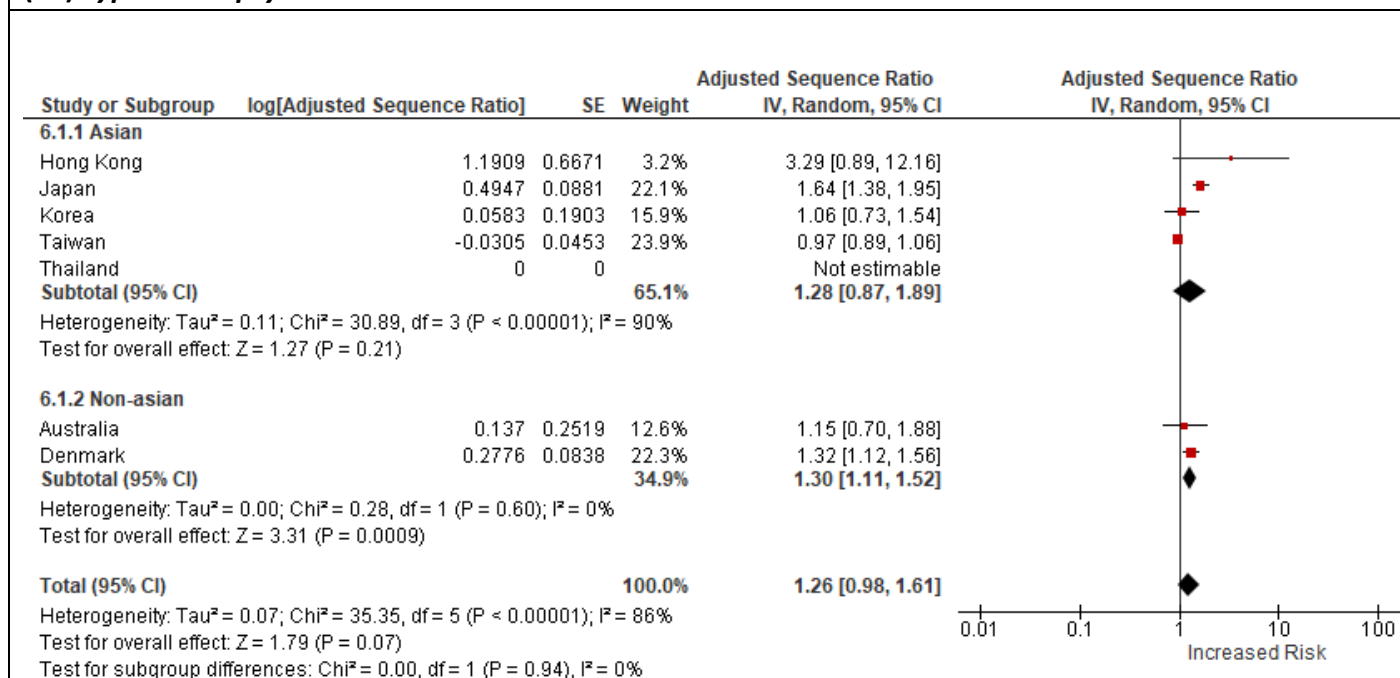 Adjusted Sequence Ratio Adjusted Sequence Ratio
Study or Subgroup log[Adjusted Sequence Ratio] SE Weight IV, Random, 95% CI IV, Random, 95% CI
6.1.1 Asian
Hong Kong 1.1909 0.6671 3.2% 3.29 [0.89, 12.16]
Japan 0.4947 0.0881 22.1% 1.64 [1.38, 1.95]
Korea 0.0583 0.1903 15.9% 1.06 [0.73, 1.54]
Taiwan -0.0305 0.0453 23.9% 0.97 [0.89, 1.06]
Thailand 0 0 Not estimable
Subtotal (95% CI) 65.1% 1.28 [0.87, 1.89]
Heterogeneity: Tau² = 0.11; Chi² = 30.89, df = 3 (P < 0.00001); I² = 90%
Test for overall effect: Z = 1.27 (P = 0.21)
6.1.2 Non-asian
Australia 0.137 0.2519 12.6% 1.15 [0.70, 1.88]
Denmark 0.2776 0.0838 22.3% 1.32 [1.12, 1.56]
Subtotal (95% CI) 34.9% 1.30 [1.11, 1.52]
Heterogeneity: Tau² = 0.00; Chi² = 0.28, df = 1 (P = 0.60); I² = 0%
Test for overall effect: Z = 3.31 (P = 0.0009)
Total (95% CI) 100.0% 1.26 [0.98, 1.61]
Heterogeneity: Tau² = 0.07; Chi² = 35.35, df = 5 (P < 0.00001); I² = 86%
Test for overall effect: Z = 1.79 (P = 0.07)
Test for subgroup differences: Chi² = 0.00, df = 1 (P = 0.94), I² = 0%
0.01 0.1 1 10 100
Increased Risk